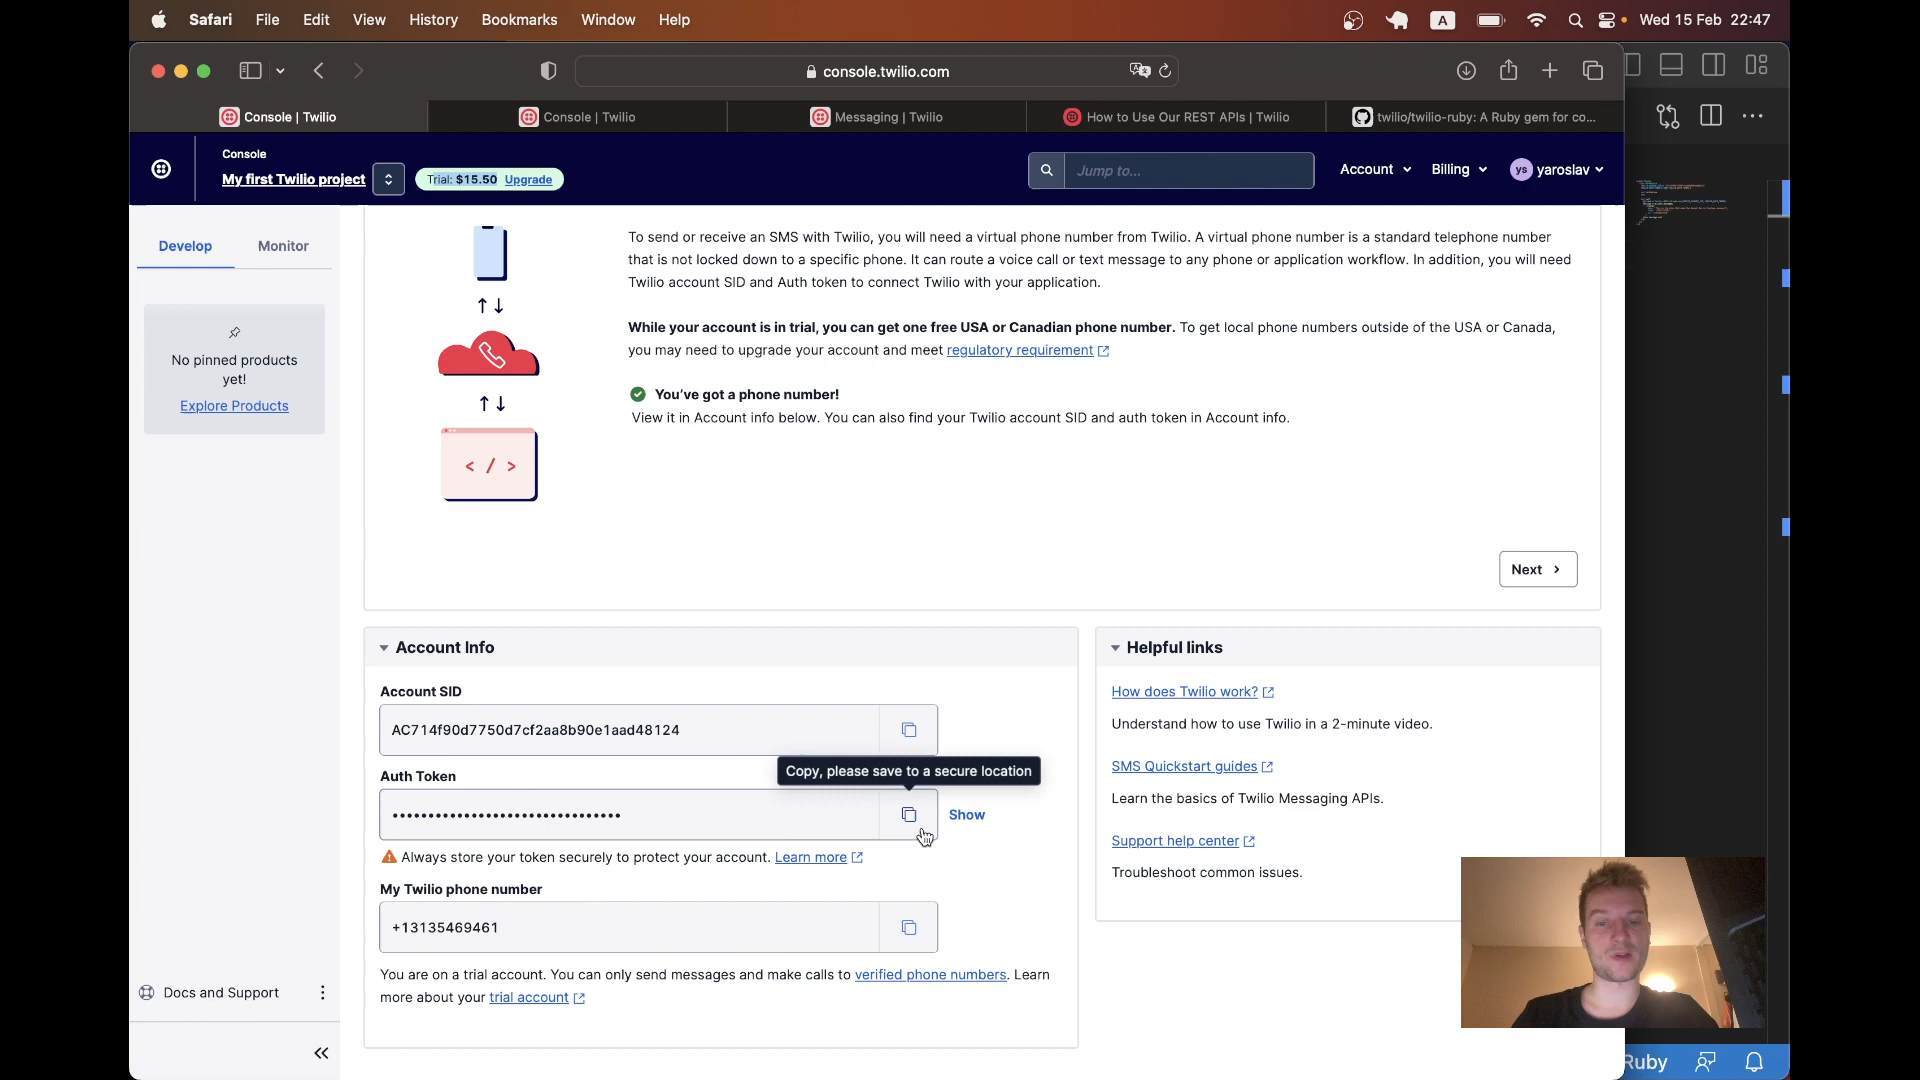 Safari File Edit View History Bookmarks Window Help
A
Wed 15 Feb 22:47
console.twilio.com
Console | Twilio
Console | Twilio
Messaging | Twilio
How to Use Our REST APIs | Twilio
twilio/twilio-ruby: A Ruby gem for co...
Console
My first Twilio project
Trial: $15.50 Upgrade
Jump to...
Account
Billing
ys yaroslav
Develop
Monitor
No pinned products
yet!
Explore Products
To send or receive an SMS with Twilio, you will need a virtual phone number from Twilio. A virtual phone number is a standard telephone number
that is not locked down to a specific phone. It can route a voice call or text message to any phone or application workflow. In addition, you will need
Twilio account SID and Auth token to connect Twilio with your application.
While your account is in trial, you can get one free USA or Canadian phone number. To get local phone numbers outside of the USA or Canada,
you may need to upgrade your account and meet regulatory requirement
You've got a phone number!
View it in Account info below. You can also find your Twilio account SID and auth token in Account info.
< / >
Next >
Account Info
Account SID
AC714f90d7750d7cf2aa8b90e1aad48124
Copy, please save to a secure location
Auth Token
••••••••••••••••••••••••••••••••
Show
Always store your token securely to protect your account. Learn more
My Twilio phone number
+13135469461
You are on a trial account. You can only send messages and make calls to verified phone numbers. Learn
more about your trial account
Helpful links
How does Twilio work?
Understand how to use Twilio in a 2-minute video.
SMS Quickstart guides
Learn the basics of Twilio Messaging APIs.
Support help center
Troubleshoot common issues.
Docs and Support
Ruby